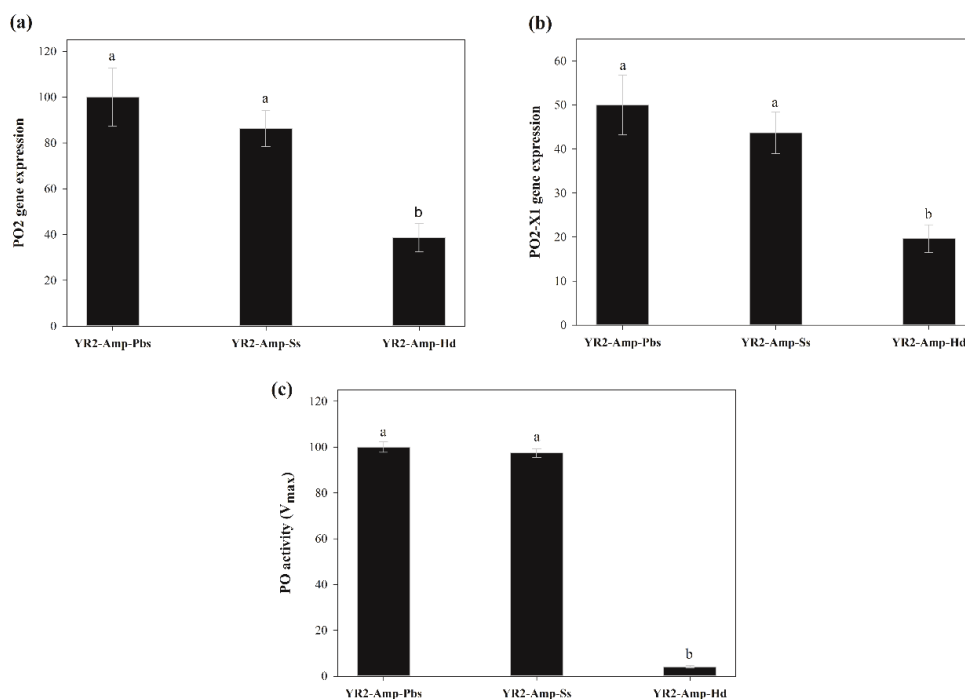 (a)
120
100
80
60
40
20
0
PO2 gene expression
a
a
b
YR2-Amp-Pbs YR2-Amp-Ss YR2-Amp-Hd
(b)
60
50
40
30
20
10
0
PO2-X1 gene expression
a
a
b
YR2-Amp-Pbs YR2-Amp-Ss YR2-Amp-Hd
(c)
120
100
80
60
40
20
0
PO activity (Vmax)
a
a
b
YR2-Amp-Pbs YR2-Amp-Ss YR2-Amp-Hd